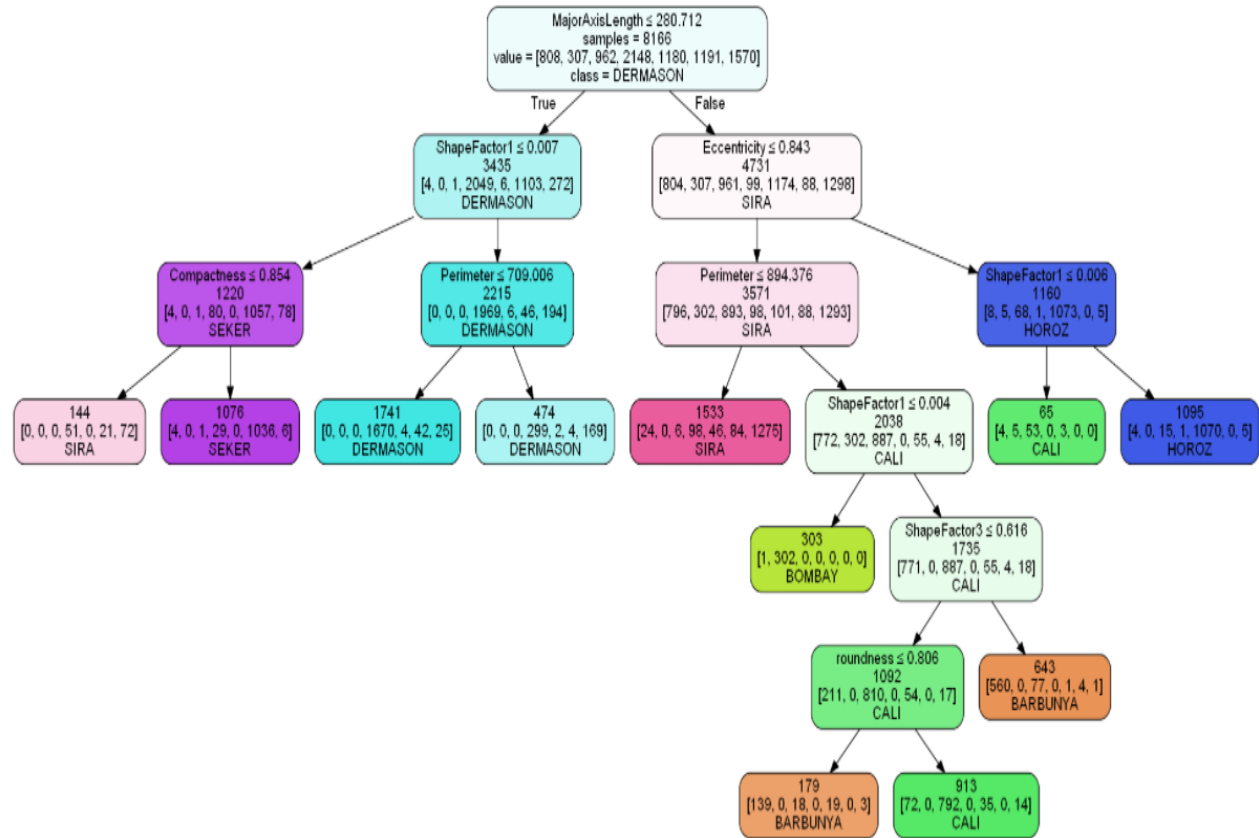 MajorAxisLength ≤ 280.712
samples = 8166
value = [808, 307, 962, 2148, 1180, 1191, 1570]
class = DERMASON
True
False
ShapeFactor1 ≤ 0.007
3435
[4, 0, 1, 2049, 6, 1103, 272]
DERMASON
Eccentricity ≤ 0.843
4731
[804, 307, 961, 99, 1174, 88, 1298]
SIRA
Compactness ≤ 0.854
1220
[4, 0, 1, 80, 0, 1057, 78]
SEKER
Perimeter ≤ 709.006
2215
[0, 0, 0, 1969, 6, 46, 194]
DERMASON
Perimeter ≤ 894.376
3571
[796, 302, 893, 98, 101, 88, 1293]
SIRA
ShapeFactor1 ≤ 0.006
1160
[8, 5, 68, 1, 1073, 0, 5]
HOROZ
144
[0, 0, 0, 51, 0, 21, 72]
SIRA
1076
[4, 0, 1, 29, 0, 1036, 6]
SEKER
1741
[0, 0, 0, 1670, 4, 42, 25]
DERMASON
474
[0, 0, 0, 299, 2, 4, 169]
DERMASON
1533
[24, 0, 6, 98, 46, 84, 1275]
SIRA
ShapeFactor1 ≤ 0.004
2038
[772, 302, 887, 0, 55, 4, 18]
CALI
65
[4, 5, 53, 0, 3, 0, 0]
CALI
1095
[4, 0, 15, 1, 1070, 0, 5]
HOROZ
303
[1, 302, 0, 0, 0, 0, 0]
BOMBAY
ShapeFactor3 ≤ 0.616
1735
[771, 0, 887, 0, 55, 4, 18]
CALI
roundness ≤ 0.806
1092
[211, 0, 810, 0, 54, 0, 17]
CALI
643
[560, 0, 77, 0, 1, 4, 1]
BARBUNYA
179
[139, 0, 18, 0, 19, 0, 3]
BARBUNYA
913
[72, 0, 792, 0, 35, 0, 14]
CALI